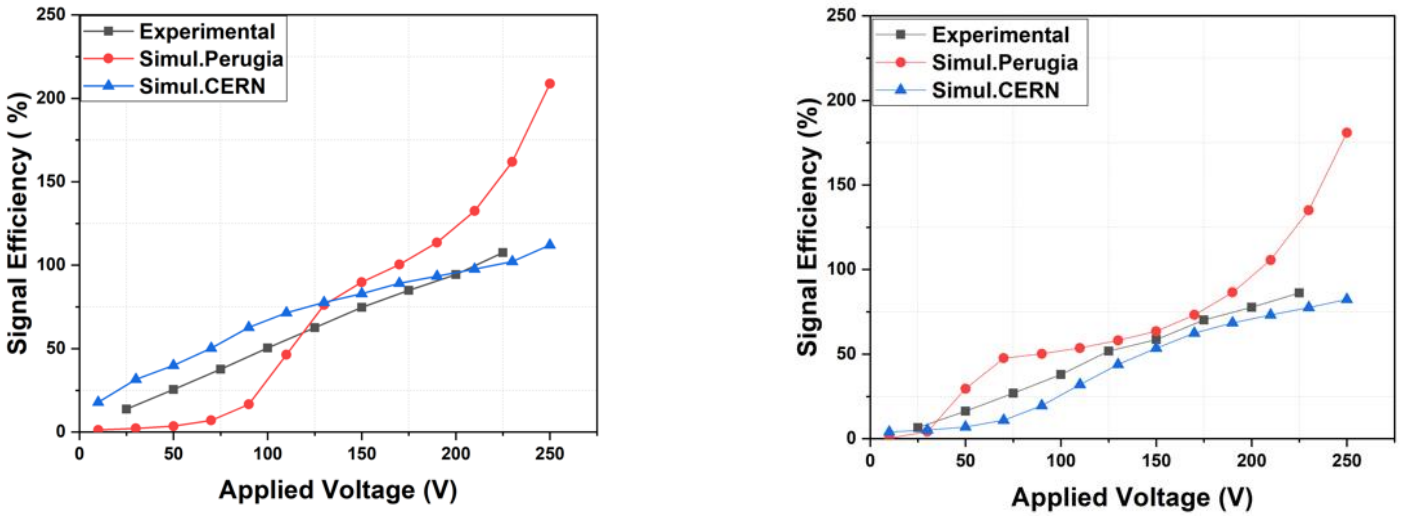 Experimental
Simul.Perugia
Simul.CERN
Signal Efficiency ( %)
250
200
150
100
50
0
0 50 100 150 200 250
Applied Voltage (V)
Experimental
Simul.Perugia
Simul.CERN
Signal Efficiency (%)
250
200
150
100
50
0
0 50 100 150 200 250
Applied Voltage (V)